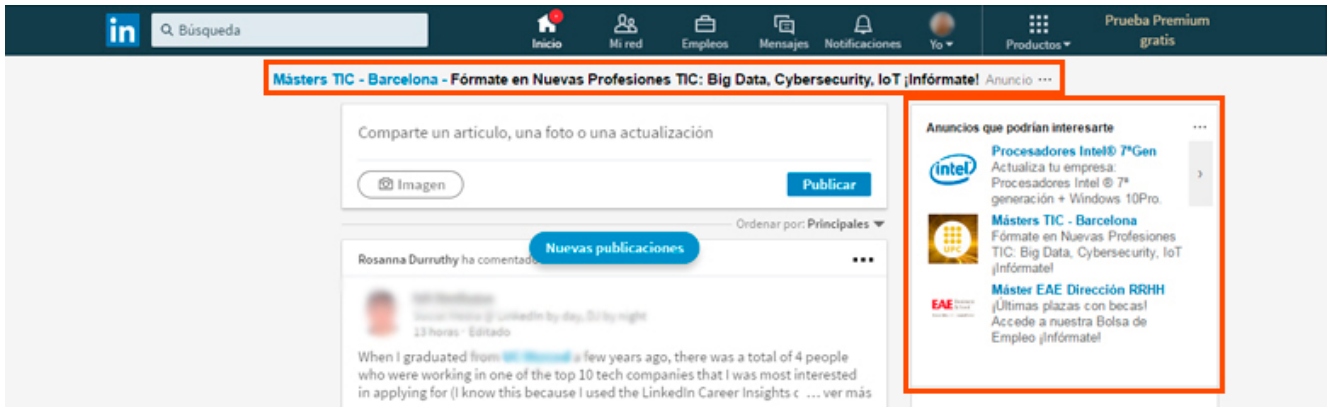 in
Búsqueda
Inicio
Mi red
Empleos
Mensajes
Notificaciones
Yo
Productos
Prueba Premium
gratis
Másters TIC - Barcelona - Fórmate en Nuevas Profesiones TIC: Big Data, Cybersecurity, IoT ¡Infórmate! Anuncio ...
Comparte un artículo, una foto o una actualización
Imagen
Publicar
Ordenar por: Principales
Nuevas publicaciones
Rosanna Durruthy ha comentado
LinkedIn by day, DJ by night
13 horas · Editado
When I graduated from a few years ago, there was a total of 4 people
who were working in one of the top 10 tech companies that I was most interested
in applying for (I know this because I used the LinkedIn Career Insights c ... ver más
Anuncios que podrían interesarte ...
intel
Procesadores Intel® 7ªGen
Actualiza tu empresa:
Procesadores Intel ® 7ª
generación + Windows 10Pro.
UPC
Másters TIC - Barcelona
Fórmate en Nuevas Profesiones
TIC: Big Data, Cybersecurity, IoT
¡Infórmate!
EAE
Máster EAE Dirección RRHH
¡Últimas plazas con becas!
Accede a nuestra Bolsa de
Empleo ¡Infórmate!